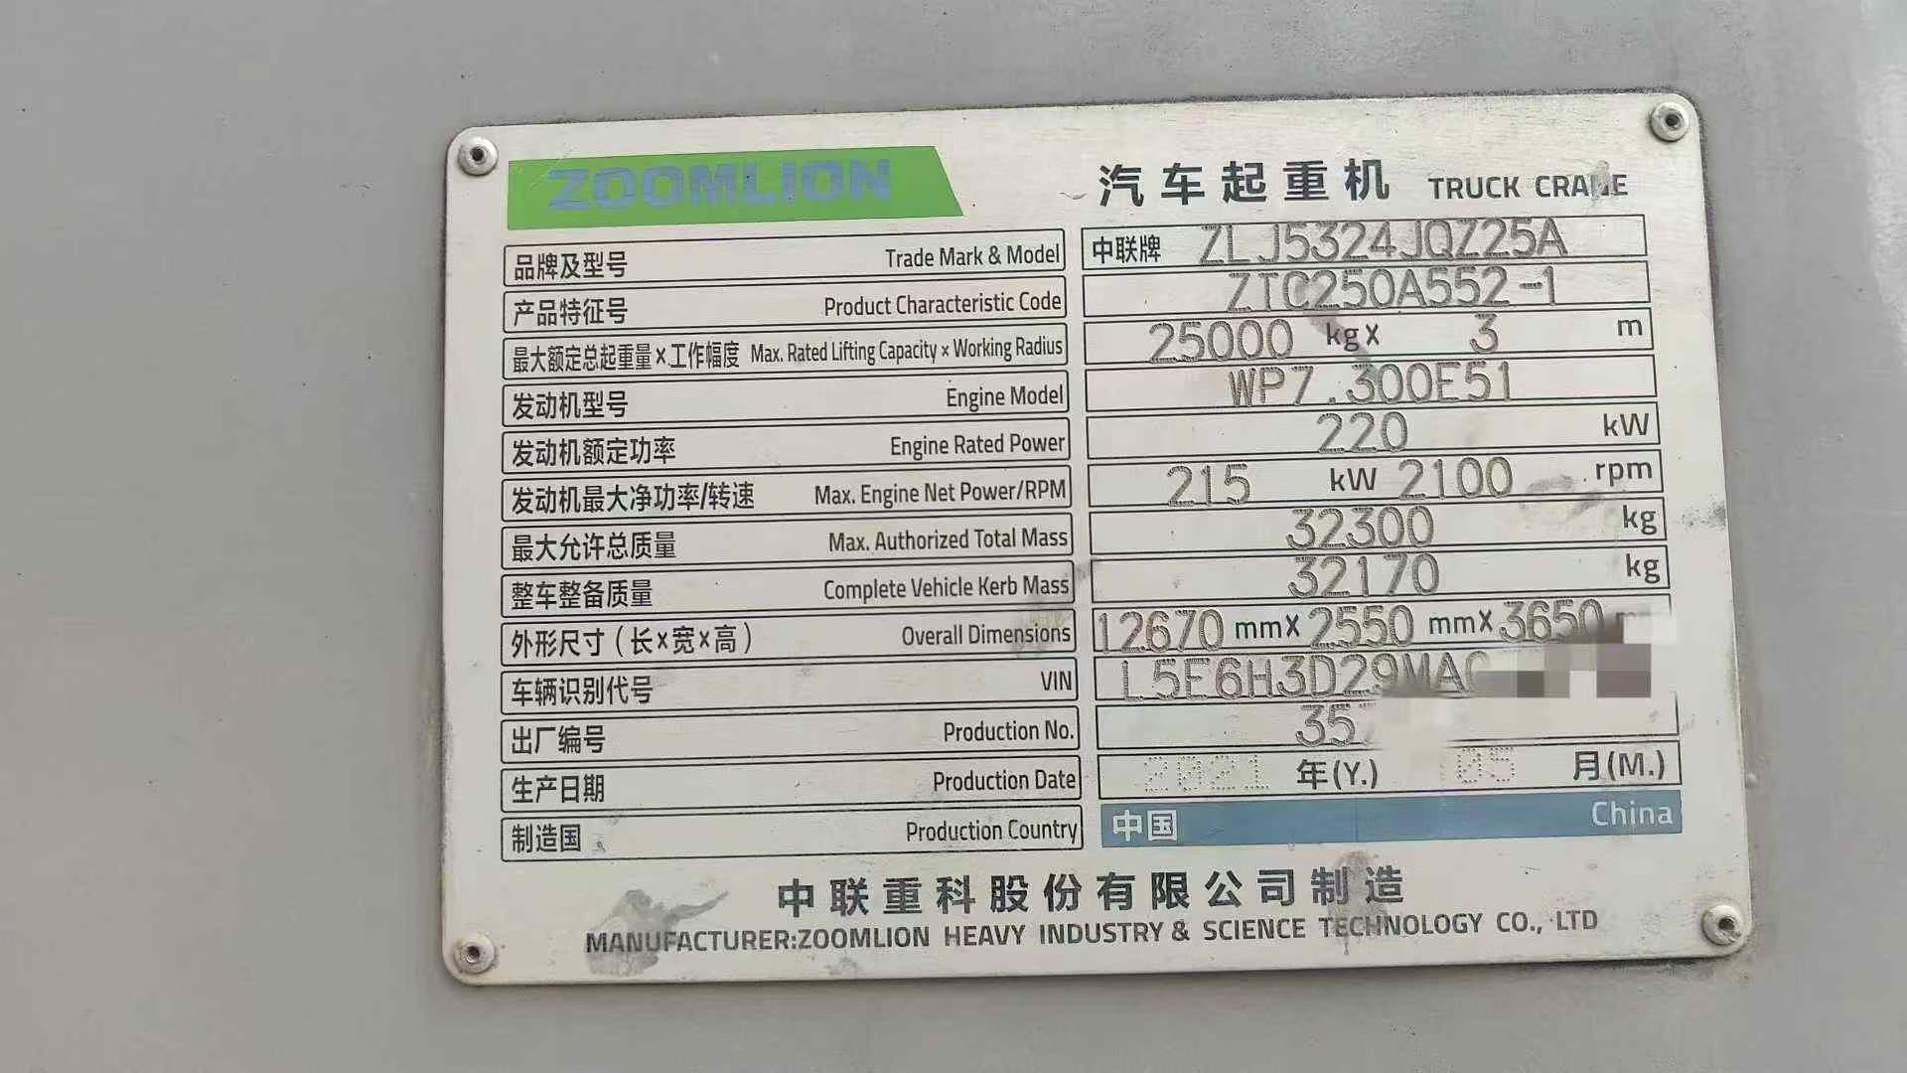 ZOOMLION 汽车起重机 TRUCK CRANE
品牌及型号 Trade Mark & Model 中联牌 ZLJ5324JQZ25A
产品特征号 Product Characteristic Code ZTC250A552-1
最大额定总起重量×工作幅度 Max. Rated Lifting Capacity × Working Radius 25000 kg× 3 m
发动机型号 Engine Model WP7.300E51
发动机额定功率 Engine Rated Power 220 kW
发动机最大净功率/转速 Max. Engine Net Power/RPM 215 kW 2100 rpm
最大允许总质量 Max. Authorized Total Mass 32300 kg
整车整备质量 Complete Vehicle Kerb Mass 32170 kg
外形尺寸(长×宽×高) Overall Dimensions 12670 mm× 2550 mm× 3650
车辆识别代号 VIN L5E6H3D29MA
出厂编号 Production No. 35
生产日期 Production Date 2021 年(Y.) 05 月(M.)
制造国 Production Country 中国 China
中联重科股份有限公司制造
MANUFACTURER:ZOOMLION HEAVY INDUSTRY & SCIENCE TECHNOLOGY CO., LTD